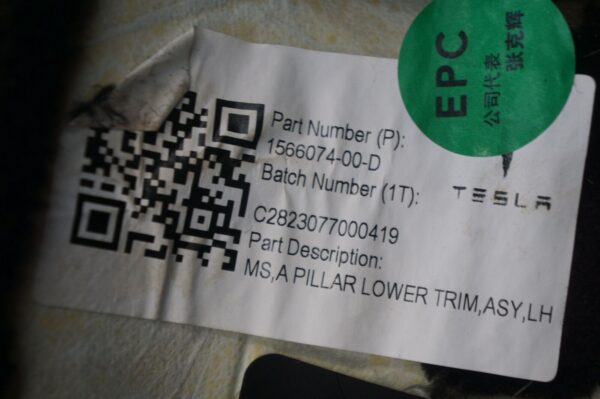 EPC
公司代表
张克辉
Part Number (P):
1566074-00-D
Batch Number (1T):
TESLA
C2823077000419
Part Description:
MS,A PILLAR LOWER TRIM,ASY,LH